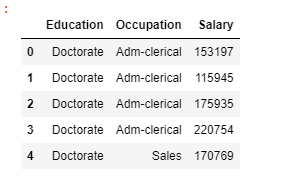 :
Education Occupation Salary
0 Doctorate Adm-clerical 153197
1 Doctorate Adm-clerical 115945
2 Doctorate Adm-clerical 175935
3 Doctorate Adm-clerical 220754
4 Doctorate Sales 170769